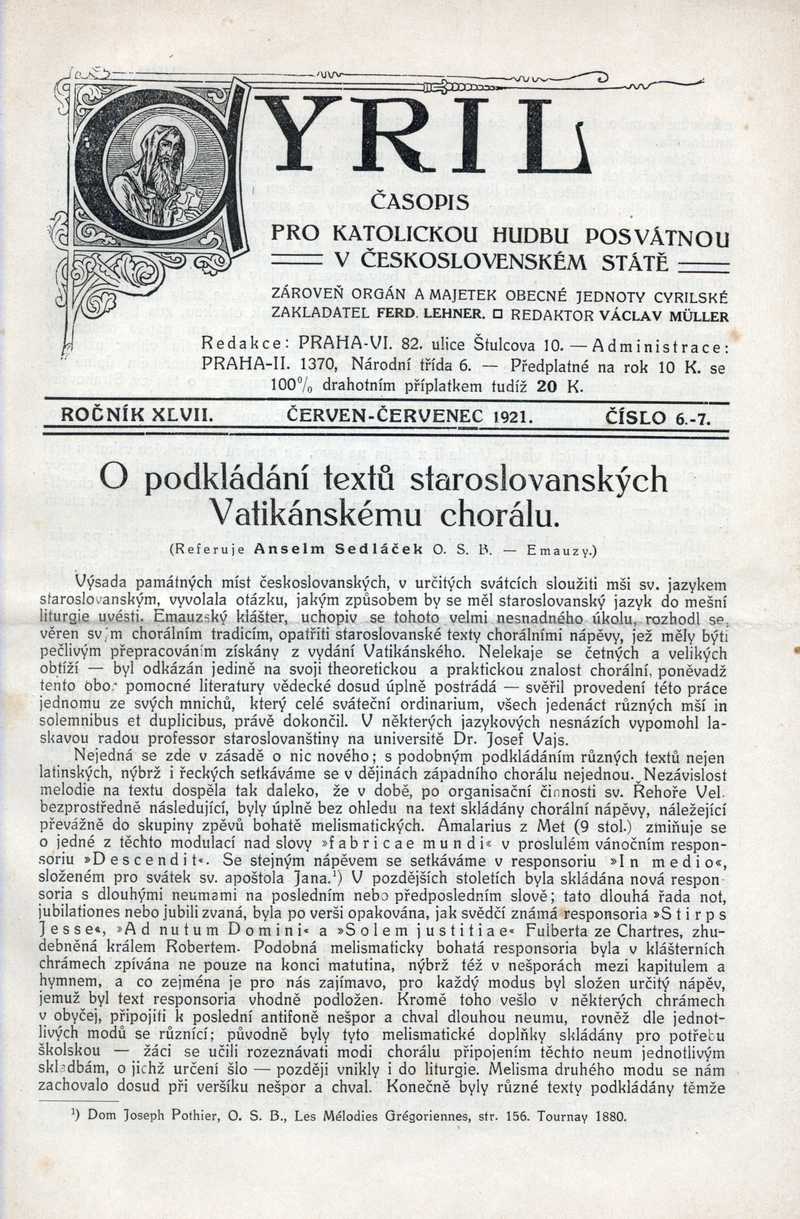 CYRIL
ČASOPIS
PRO KATOLICKOU HUDBU POSVÁTNOU
V ČESKOSLOVENSKÉM STÁTĚ
ZÁROVEŇ ORGÁN A MAJETEK OBECNÉ JEDNOTY CYRILSKÉ
ZAKLADATEL FERD. LEHNER. □ REDAKTOR VÁCLAV MÜLLER
Redakce: PRAHA-VI. 82. ulice Štulcova 10. — Administrace:
PRAHA-II. 1370, Národní třída 6. — Předplatné na rok 10 K. se
100% drahotním příplatkem tudíž 20 K.
ROČNÍK XLVII. ČERVEN-ČERVENEC 1921. ČÍSLO 6.-7.
O podkládání textů staroslovanských
Vatikánskému chorálu.
(Referuje Anselm Sedláček O. S. B. — Emauzy.)
Výsada památných míst československých, v určitých svátcích sloužiti mši sv. jazykem
staroslovanským, vyvolala otázku, jakým způsobem by se měl staroslovanský jazyk do mešní
liturgie uvésti. Emauzský klášter, uchopiv se tohoto velmi nesnadného úkolu, rozhodl se,
věren svým chorálním tradicím, opatřiti staroslovanské texty chorálními nápěvy, jež měly býti
pečlivým přepracováním získány z vydání Vatikánského. Nelekaje se četných a velikých
obtíží — byl odkázán jedině na svoji theoretickou a praktickou znalost chorální, poněvadž
tento obor pomocné literatury vědecké dosud úplně postrádá — svěřil provedení této práce
jednomu ze svých mnichů, který celé sváteční ordinarium, všech jedenáct různých mší in
solemnibus et duplicibus, právě dokončil. V některých jazykových nesnázích vypomohl la-
skavou radou professor staroslovanštiny na universitě Dr. Josef Vajs.
Nejedná se zde v zásadě o nic nového; s podobným podkládáním různých textů nejen
latinských, nýbrž i řeckých setkáváme se v dějinách západního chorálu nejednou. Nezávislost
melodie na textu dospěla tak daleko, že v době, po organisační činnosti sv. Řehoře Vel.
bezprostředně následující, byly úplně bez ohledu na text skládány chorální nápěvy, náležející
převážně do skupiny zpěvů bohatě melismatických. Amalarius z Met (9 stol.) zmiňuje se
o jedné z těchto modulací nad slovy »fabricae mundi« v proslulém vánočním respon-
soriu »Descendit«. Se stejným nápěvem se setkáváme v responsoriu »In medio«,
složeném pro svátek sv. apoštola Jana.¹) V pozdějších stoletích byla skládána nová respon-
soria s dlouhými neumami na posledním nebo předposledním slově; tato dlouhá řada not,
jubilationes nebo jubili zvaná, byla po verši opakována, jak svědčí známá responsoria »Stirps
Jesse«, »Ad nutum Domini« a »Solem justitiae« Fulberta ze Chartres, zhu-
debněná králem Robertem. Podobná melismaticky bohatá responsoria byla v klášterních
chrámech zpívána ne pouze na konci matutina, nýbrž též v nešporách mezi kapitulem a
hymnem, a co zejména je pro nás zajímavo, pro každý modus byl složen určitý nápěv,
jemuž byl text responsoria vhodně podložen. Kromě toho vešlo v některých chrámech
v obyčej, připojiti k poslední antifoně nešpor a chval dlouhou neumu, rovněž dle jednot-
livých modů se různící; původně byly tyto melismatické doplňky skládány pro potřebu
školskou — žáci se učili rozeznávati modi chorálu připojením těchto neum jednotlivým
skladbám, o jichž určení šlo — později vnikly i do liturgie. Melisma druhého modu se nám
zachovalo dosud při veršíku nešpor a chval. Konečně byly různé texty podkládány témže
¹) Dom Joseph Pothier, O. S. B., Les Mélodies Grégoriennes, str. 156. Tournay 1880.